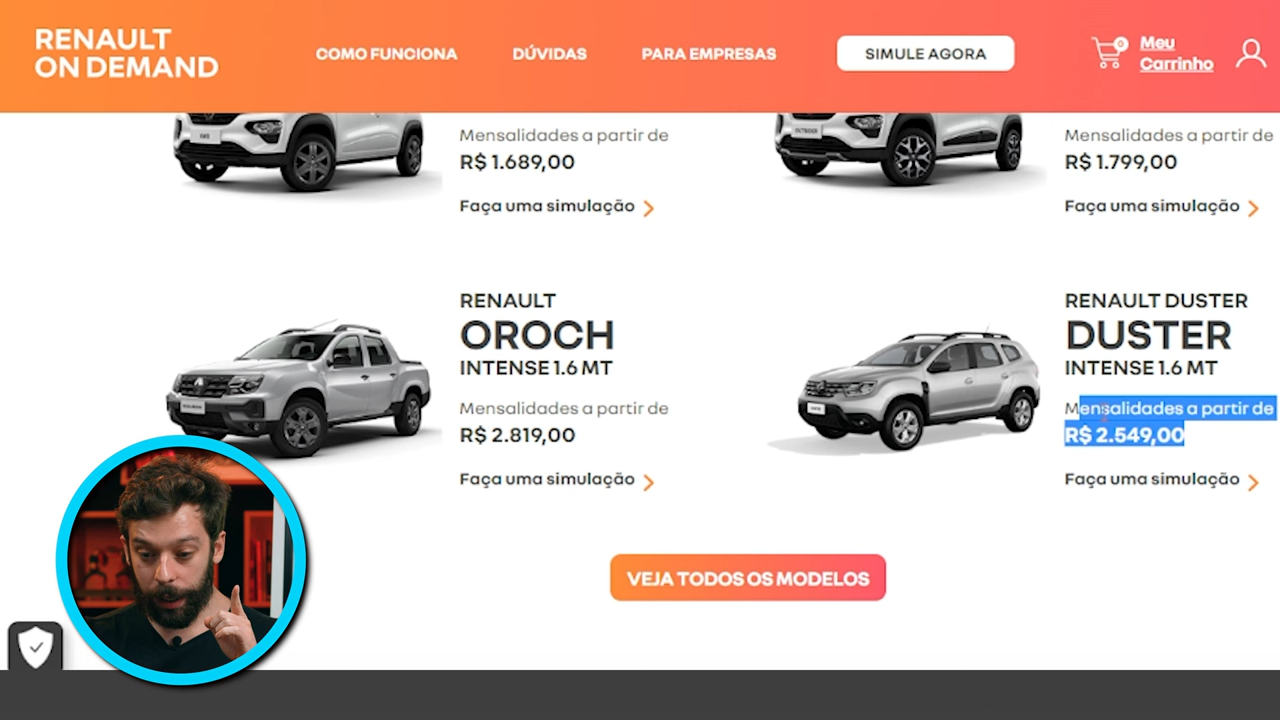 RENAULT
ON DEMAND
COMO FUNCIONA
DÚVIDAS
PARA EMPRESAS
SIMULE AGORA
0
Meu
Carrinho
Mensalidades a partir de
R$ 1.689,00
Faça uma simulação
Mensalidades a partir de
R$ 1.799,00
Faça uma simulação
RENAULT
OROCH
INTENSE 1.6 MT
Mensalidades a partir de
R$ 2.819,00
Faça uma simulação
RENAULT DUSTER
DUSTER
INTENSE 1.6 MT
Mensalidades a partir de
R$ 2.549,00
Faça uma simulação
VEJA TODOS OS MODELOS